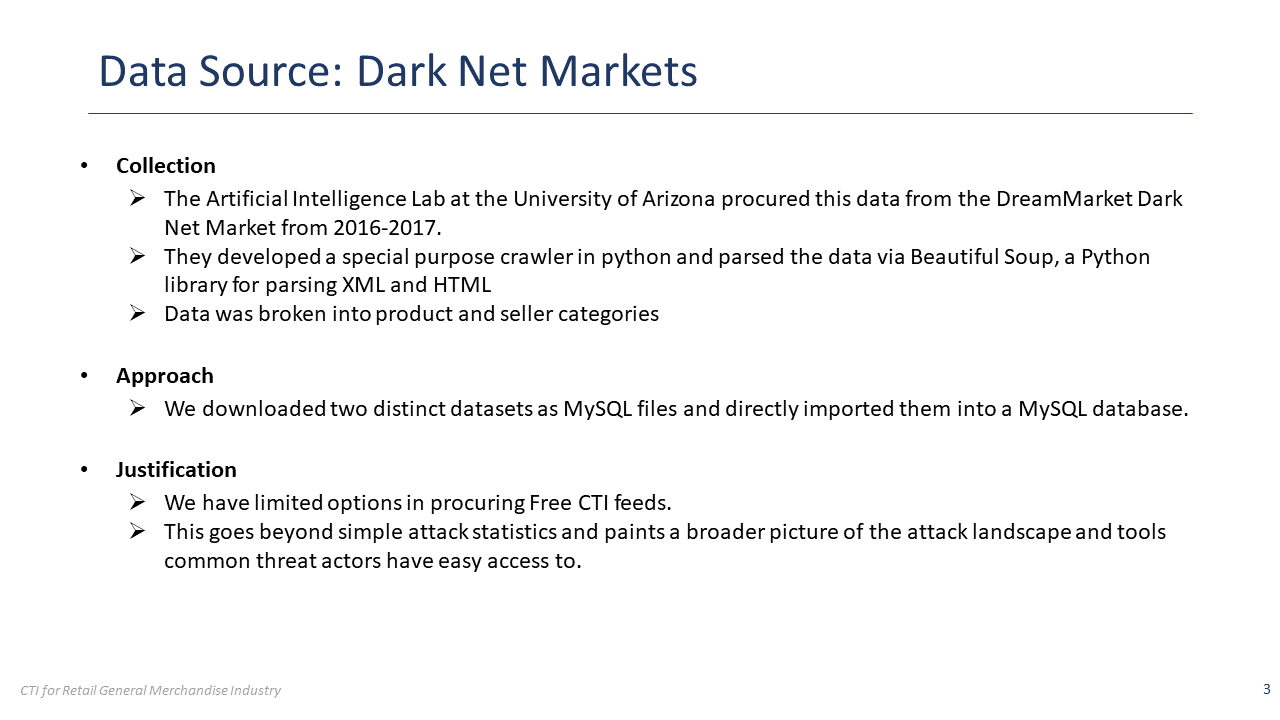 Data Source: Dark Net Markets
• Collection
➢ The Artificial Intelligence Lab at the University of Arizona procured this data from the DreamMarket Dark
Net Market from 2016-2017.
➢ They developed a special purpose crawler in python and parsed the data via Beautiful Soup, a Python
library for parsing XML and HTML
➢ Data was broken into product and seller categories
• Approach
➢ We downloaded two distinct datasets as MySQL files and directly imported them into a MySQL database.
• Justification
➢ We have limited options in procuring Free CTI feeds.
➢ This goes beyond simple attack statistics and paints a broader picture of the attack landscape and tools
common threat actors have easy access to.
CTI for Retail General Merchandise Industry
3